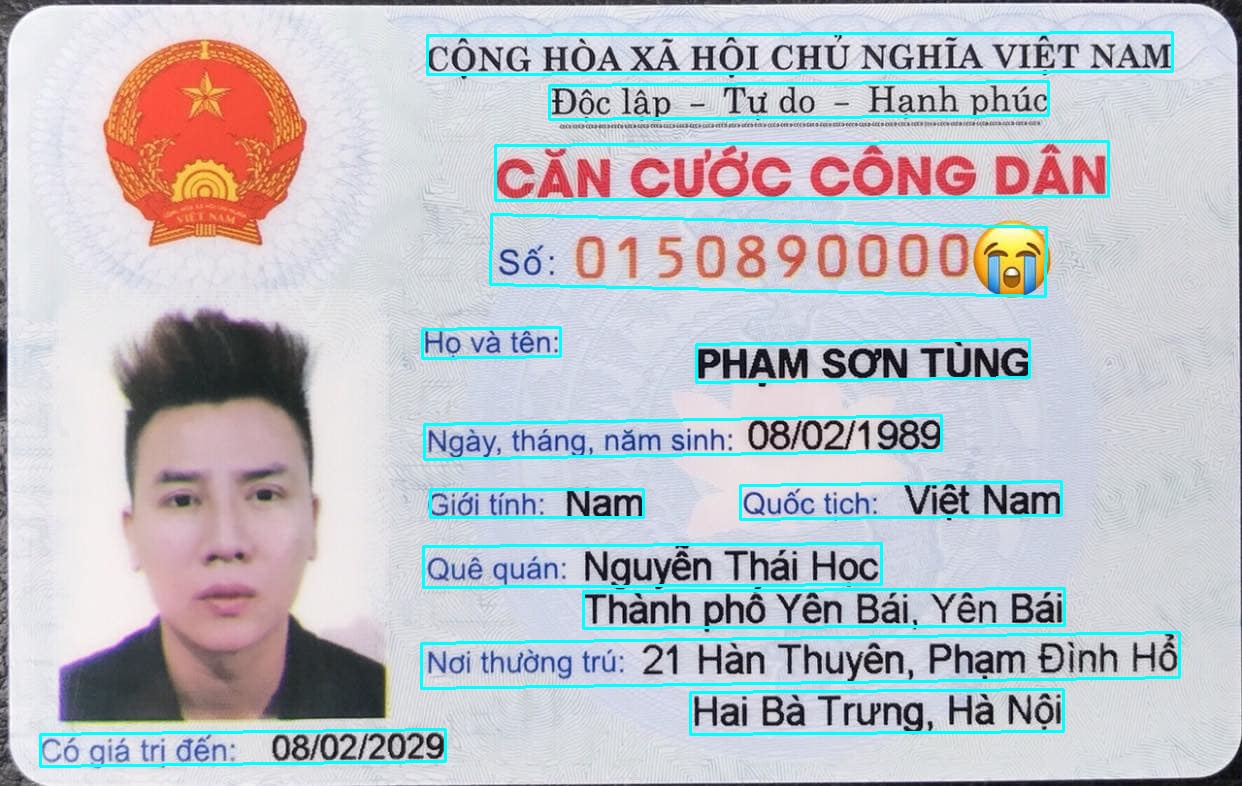 CỘNG HÒA XÃ HỘI CHỦ NGHĨA VIỆT NAM
Độc lập – Tự do – Hạnh phúc
CĂN CƯỚC CÔNG DÂN
VIỆT NAM
Số: 0150890000😭
Họ và tên:
PHẠM SƠN TÙNG
Ngày, tháng, năm sinh: 08/02/1989
Giới tính: Nam Quốc tịch: Việt Nam
Quê quán: Nguyễn Thái Học
Thành phố Yên Bái, Yên Bái
Nơi thường trú: 21 Hàn Thuyên, Phạm Đình Hổ
Hai Bà Trưng, Hà Nội
Có giá trị đến: 08/02/2029